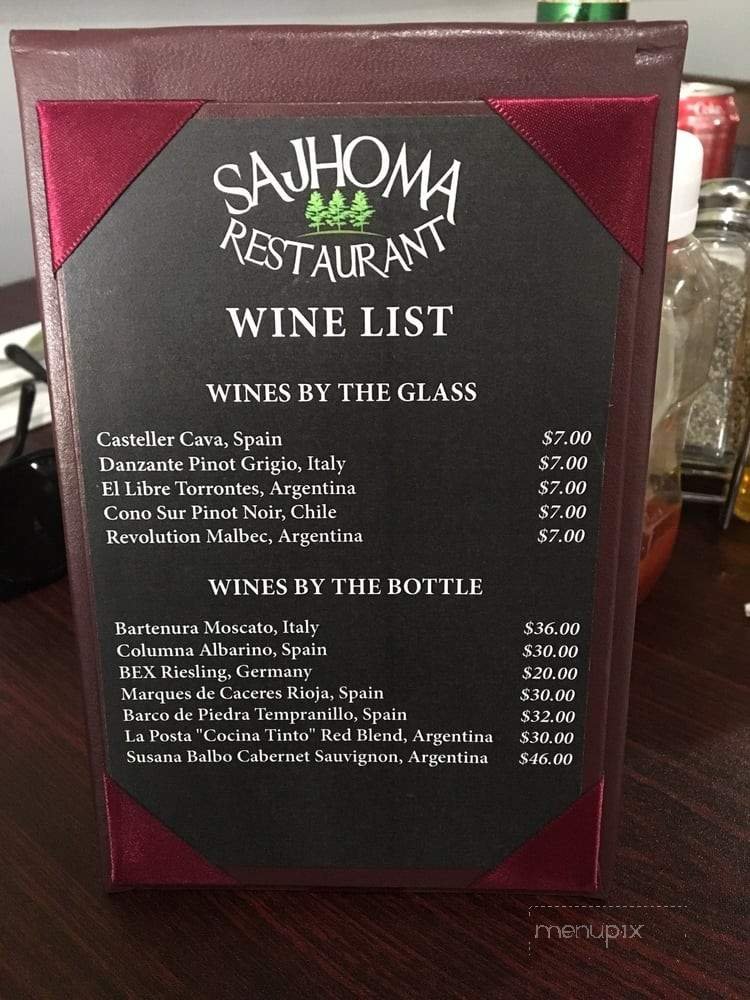 SAJHOMA
RESTAURANT
WINE LIST
WINES BY THE GLASS
Casteller Cava, Spain $7.00
Danzante Pinot Grigio, Italy $7.00
El Libre Torrontes, Argentina $7.00
Cono Sur Pinot Noir, Chile $7.00
Revolution Malbec, Argentina $7.00
WINES BY THE BOTTLE
Bartenura Moscato, Italy $36.00
Columna Albarino, Spain $30.00
BEX Riesling, Germany $20.00
Marques de Caceres Rioja, Spain $30.00
Barco de Piedra Tempranillo, Spain $32.00
La Posta "Cocina Tinto" Red Blend, Argentina $30.00
Susana Balbo Cabernet Sauvignon, Argentina $46.00
menupix